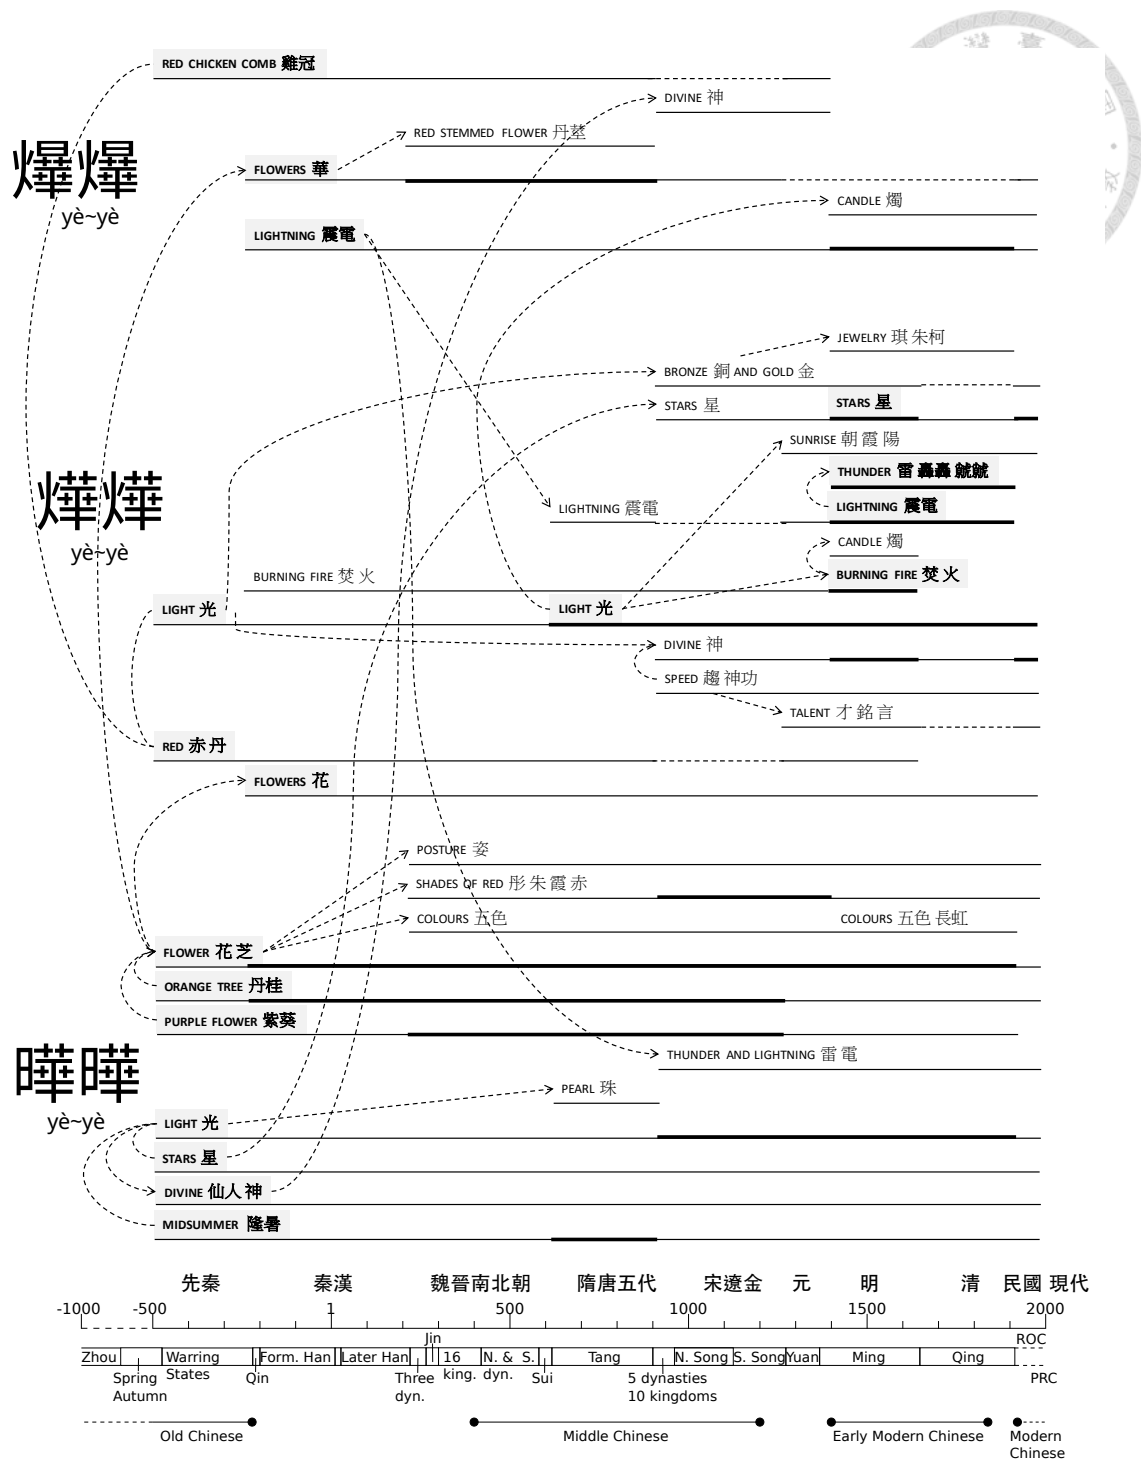 RED CHICKEN COMB 雞冠
DIVINE 神
RED STEMMED FLOWER 丹莖
爗爗
yè~yè
FLOWERS 華
CANDLE 燭
LIGHTNING 震電
JEWELRY 琪朱柯
BRONZE 銅 AND GOLD 金
STARS 星
STARS 星
SUNRISE 朝霞陽
THUNDER 雷轟轟虩虩
燁燁
yè~yè
LIGHTNING 震電
LIGHTNING 震電
CANDLE 燭
BURNING FIRE 焚火
BURNING FIRE 焚火
LIGHT 光
LIGHT 光
DIVINE 神
SPEED 趨神功
TALENT 才銘言
RED 赤丹
FLOWERS 花
POSTURE 姿
SHADES OF RED 彤朱霞赤
COLOURS 五色
COLOURS 五色長虹
FLOWER 花芝
ORANGE TREE 丹桂
PURPLE FLOWER 紫葵
曄曄
yè~yè
THUNDER AND LIGHTNING 雷電
PEARL 珠
LIGHT 光
STARS 星
DIVINE 仙人神
MIDSUMMER 隆暑
先秦 秦漢 魏晉南北朝 隋唐五代 宋遼金 元 明 清 民國 現代
-1000 -500 1 500 1000 1500 2000
Jin ROC
Zhou Warring Form. Han Later Han 16 N. & S. Tang N. Song S. Song Yuan Ming Qing
Spring States Qin Three king. dyn. Sui 5 dynasties PRC
Autumn dyn. 10 kingdoms
Old Chinese Middle Chinese Early Modern Chinese Modern
Chinese